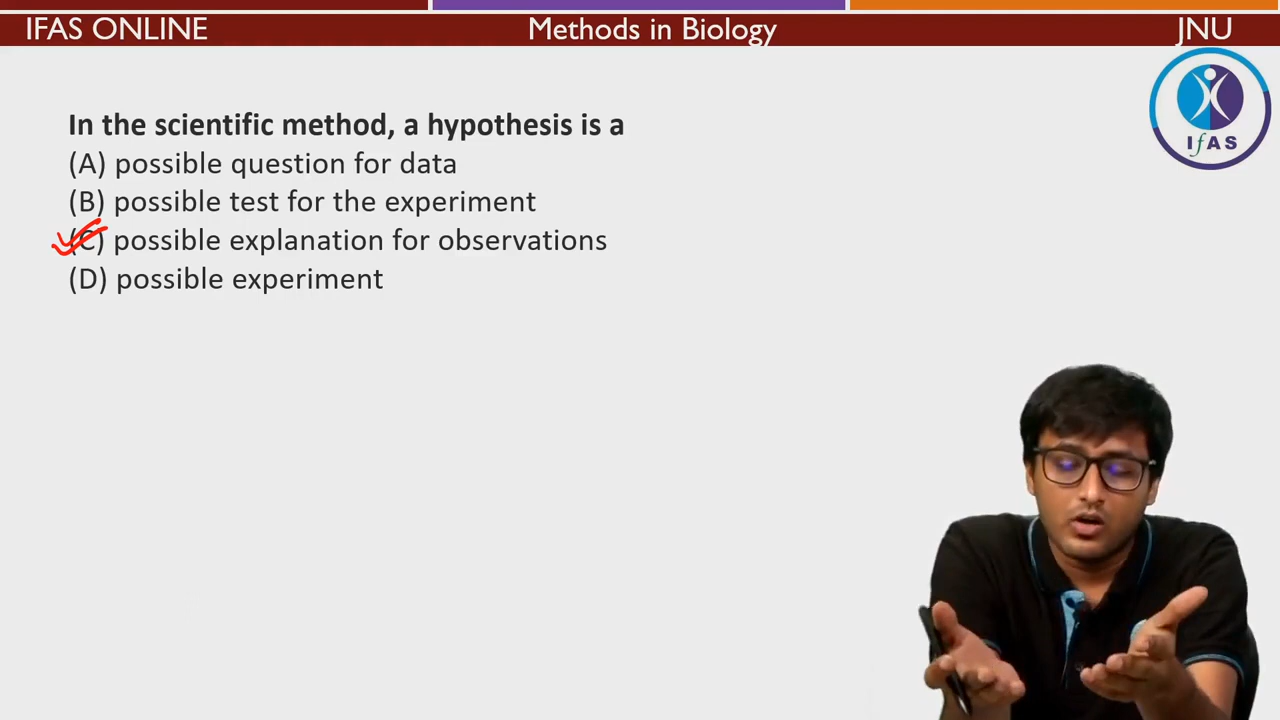 IFAS ONLINE
Methods in Biology
JNU
IfAS
In the scientific method, a hypothesis is a
(A) possible question for data
(B) possible test for the experiment
(C) possible explanation for observations
(D) possible experiment